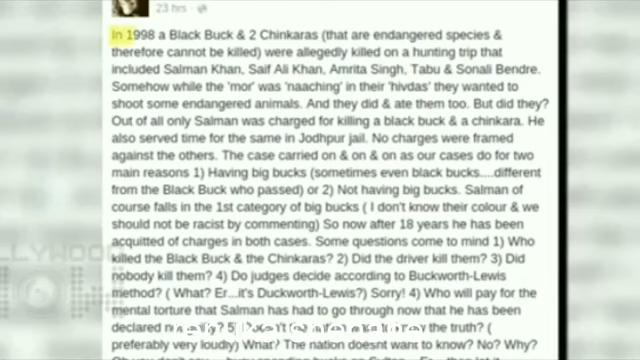 23 hrs
In 1998 a Black Buck & 2 Chinkaras (that are endangered species &
therefore cannot be killed) were allegedly killed on a hunting trip that
included Salman Khan, Saif Ali Khan, Amrita Singh, Tabu & Sonali Bendre.
Somehow while the 'mor' was 'naaching' in their 'hivdas' they wanted to
shoot some endangered animals. And they did & ate them too. But did they?
Out of all only Salman was charged for killing a black buck & a chinkara. He
also served time for the same in Jodhpur jail. No charges were framed
against the others. The case carried on & on & on as our cases do for two
main reasons 1) Having big bucks (sometimes even black bucks....different
from the Black Buck who passed) or 2) Not having big bucks. Salman of
course falls in the 1st category of big bucks ( I don't know their colour & we
should not be racist by commenting) So now after 18 years he has been
acquitted of charges in both cases. Some questions come to mind 1) Who
killed the Black Buck & the Chinkaras? 2) Did the driver kill them? 3) Did
nobody kill them? 4) Do judges decide according to Buckworth-Lewis
method? ( What? Er...it's Duckworth-Lewis?) Sorry! 4) Who will pay for the
mental torture that Salman has had to go through now that he has been
declared 5) the truth? (
preferably very loudly) What? The nation doesnt want to know? No? Why?